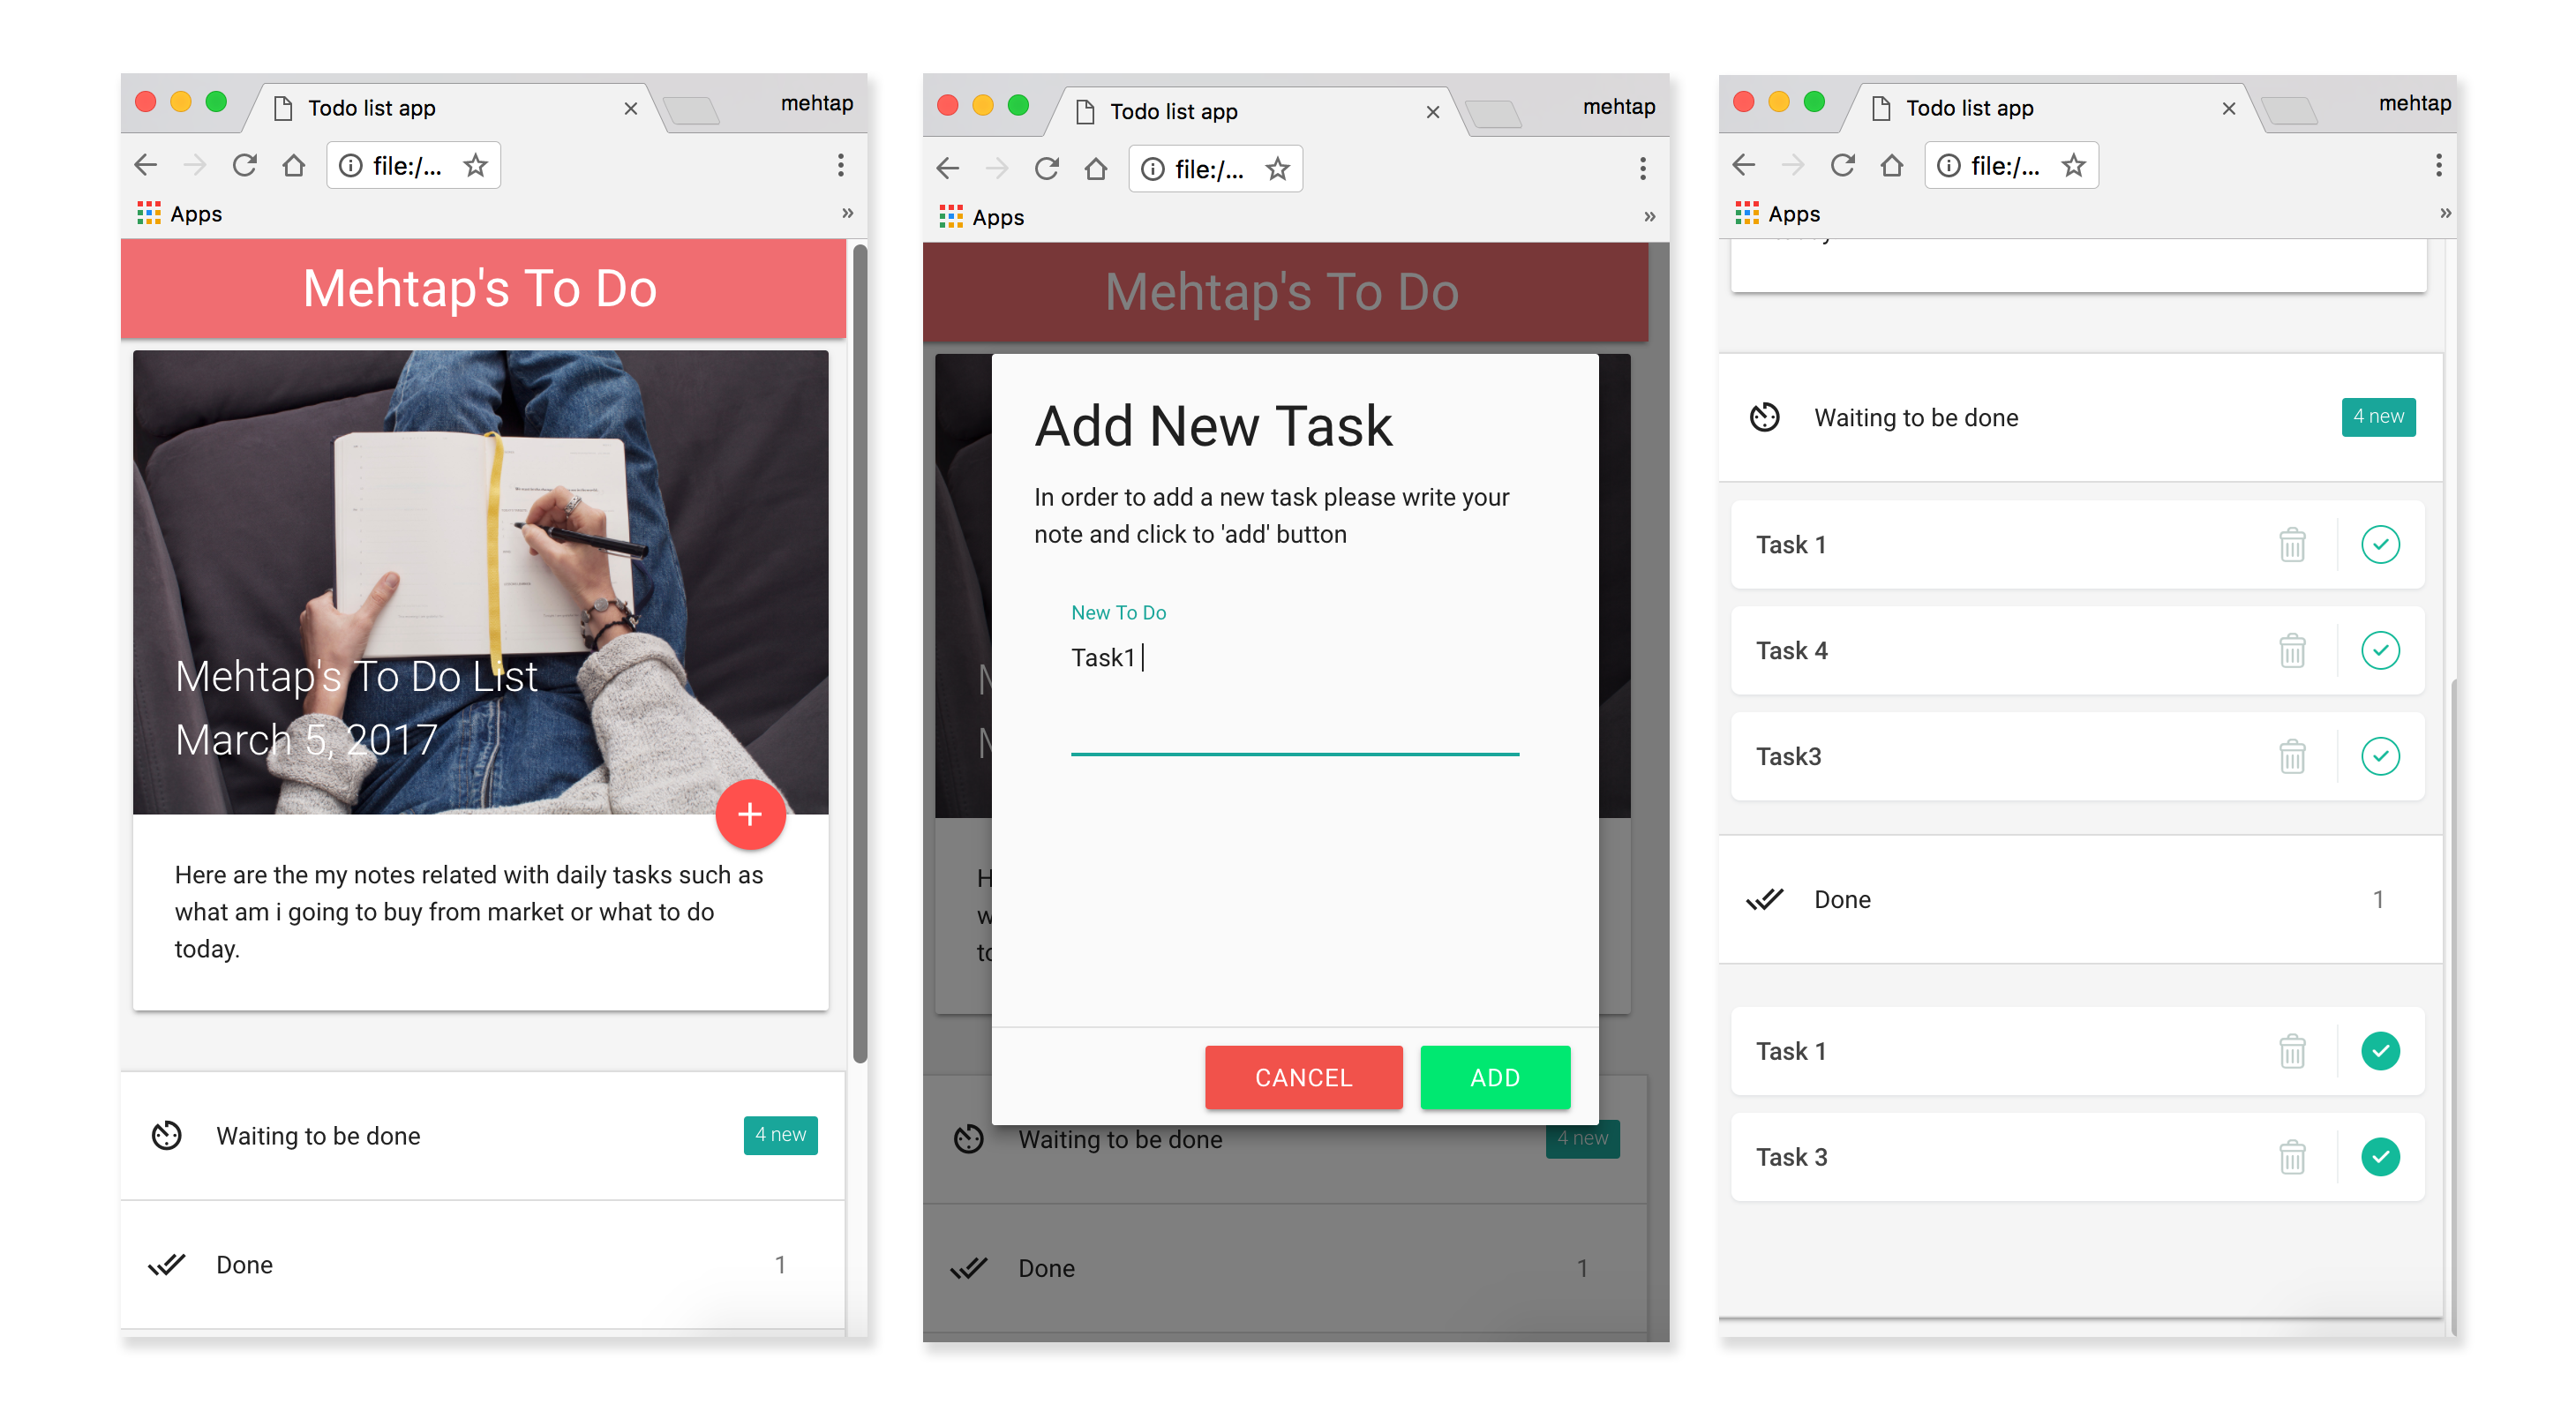 Todo list app
mehtap
file:/...
Apps
»
Mehtap's To Do
Mehtap's To Do List
March 5, 2017
Here are the my notes related with daily tasks such as
what am i going to buy from market or what to do
today.
Waiting to be done
4 new
Done
1
Todo list app
mehtap
file:/...
Apps
»
Mehtap's To Do
Add New Task
In order to add a new task please write your
note and click to 'add' button
New To Do
Task1
CANCEL
ADD
Waiting to be done
4 new
Done
1
Todo list app
mehtap
file:/...
Apps
»
Waiting to be done
4 new
Task 1
Task 4
Task3
Done
1
Task 1
Task 3